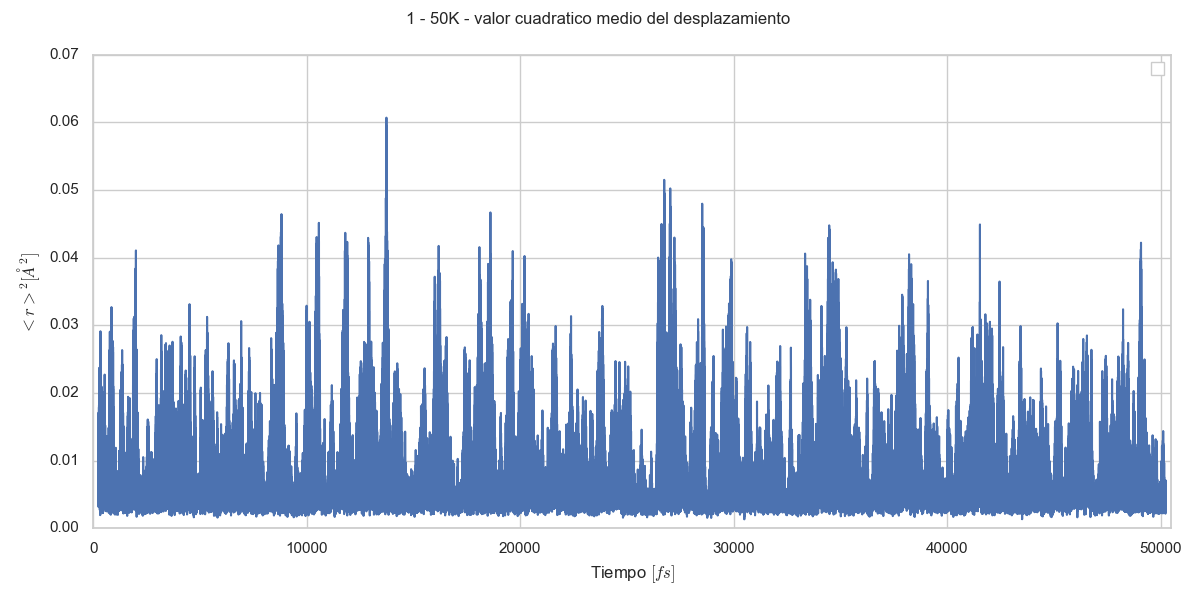 1 - 50K - valor cuadratico medio del desplazamiento
0.07
0.06
0.05
0.04
0.03
0.02
0.01
0.00
< r >² [Å²]
0 10000 20000 30000 40000 50000
Tiempo [fs]